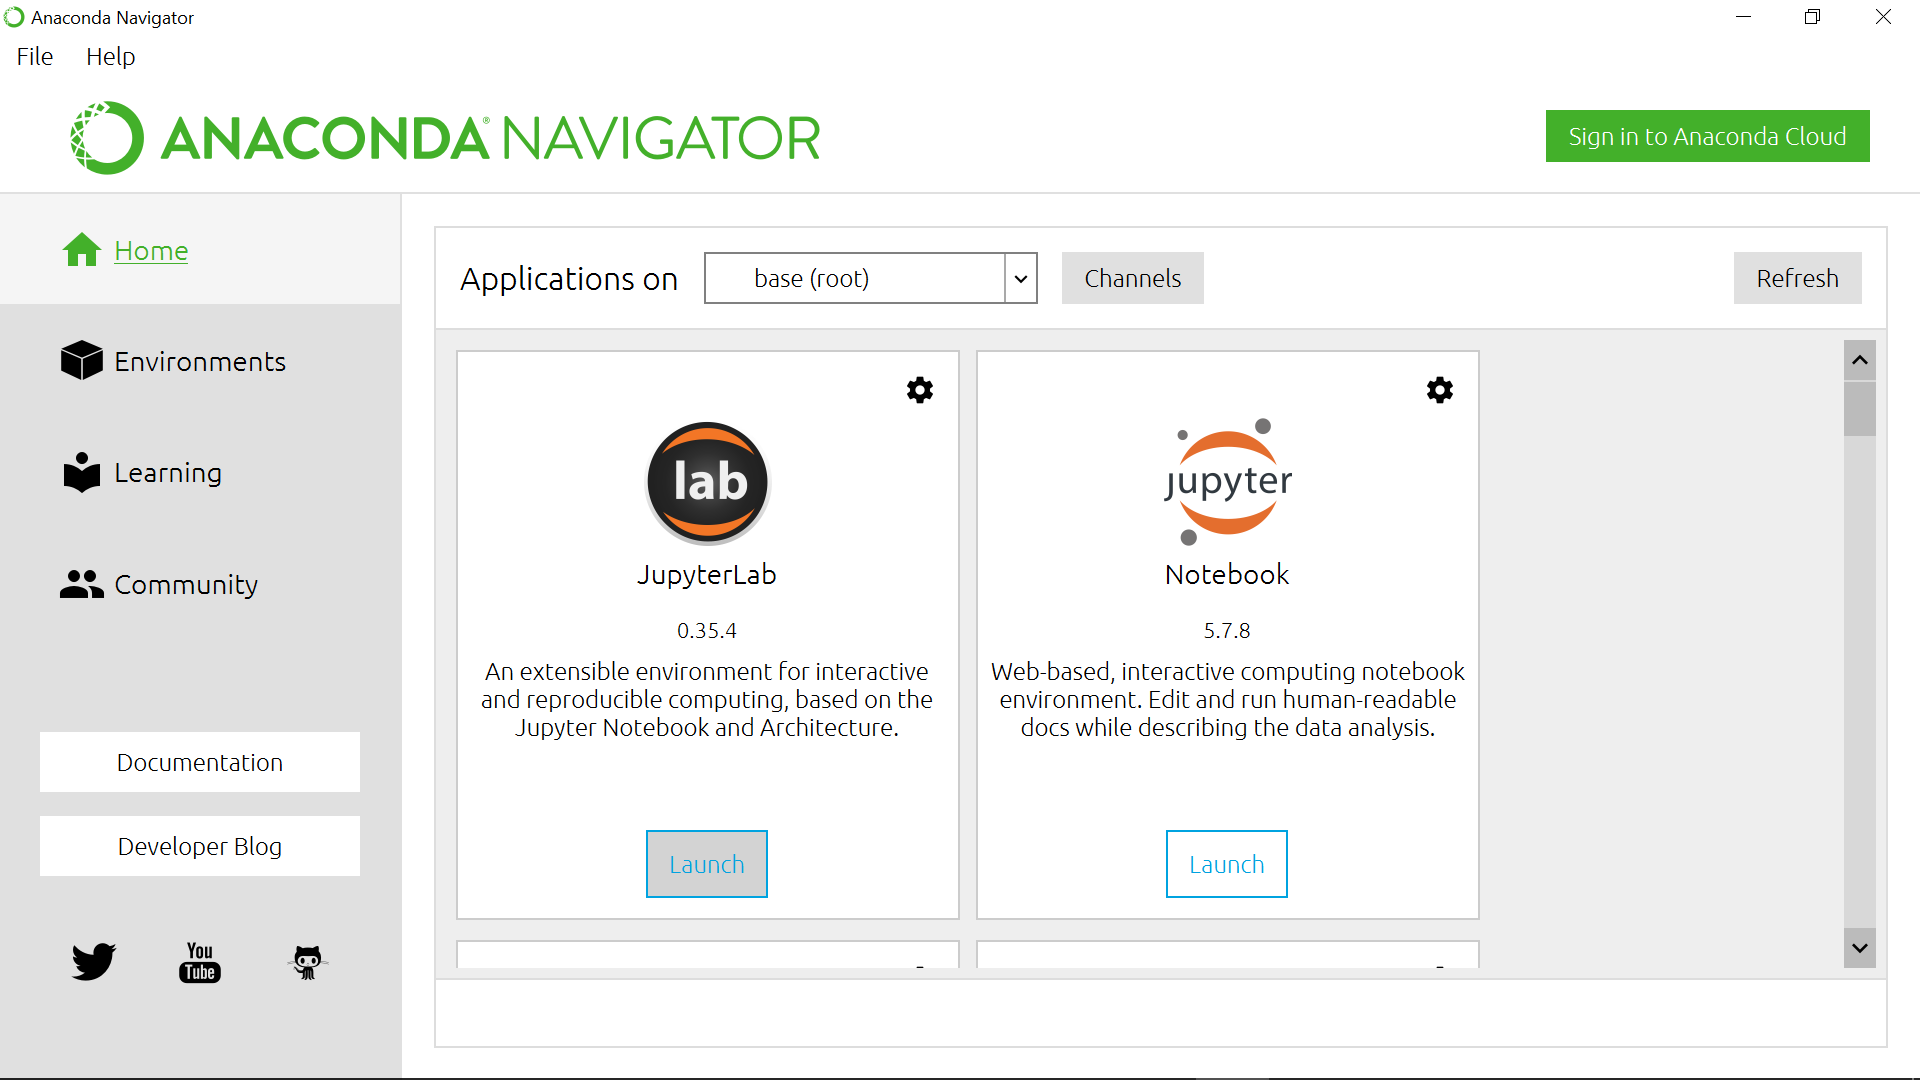 Anaconda Navigator
File Help
ANACONDA® NAVIGATOR
Sign in to Anaconda Cloud
Home
Environments
Learning
Community
Documentation
Developer Blog
You
Tube
Applications on base (root) Channels Refresh
lab
JupyterLab
0.35.4
An extensible environment for interactive
and reproducible computing, based on the
Jupyter Notebook and Architecture.
Launch
jupyter
Notebook
5.7.8
Web-based, interactive computing notebook
environment. Edit and run human-readable
docs while describing the data analysis.
Launch